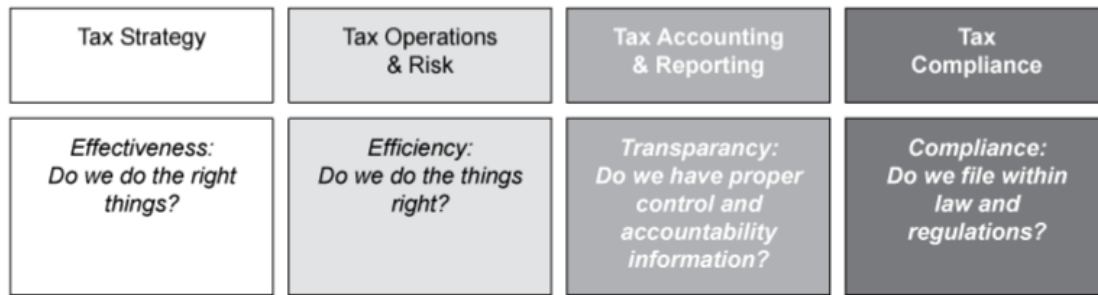 Tax Strategy
Tax Operations
& Risk
Tax Accounting
& Reporting
Tax
Compliance
Effectiveness:
Do we do the right
things?
Efficiency:
Do we do the things
right?
Transparancy:
Do we have proper
control and
accountability
information?
Compliance:
Do we file within
law and
regulations?